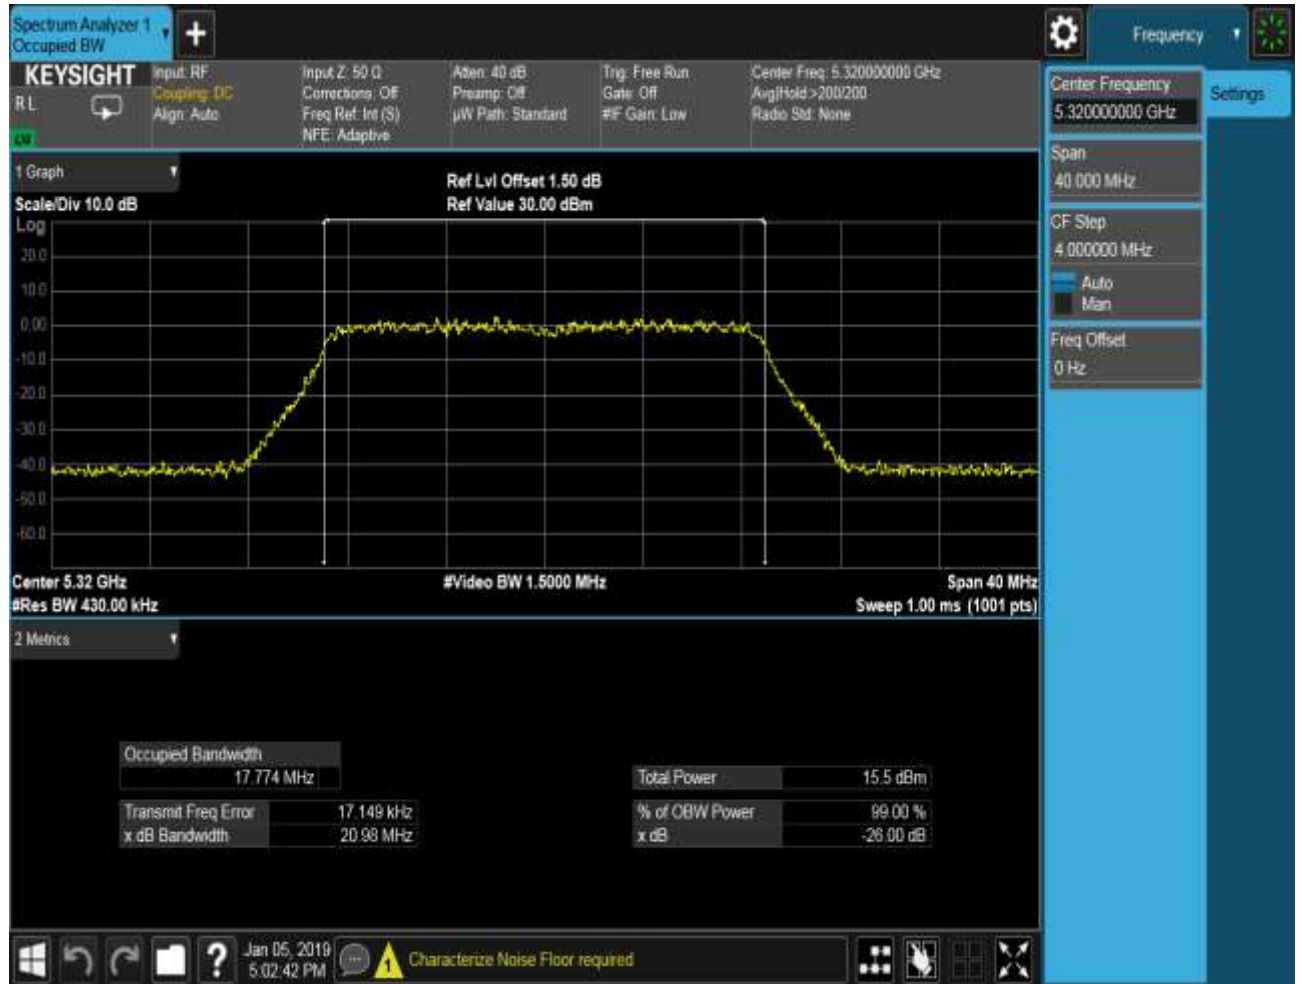 Spectrum Analyzer 1
Occupied BW
Frequency
KEYSIGHT
RL
Input: RF
Coupling: DC
Align: Auto
Input Z: 50 Ω
Corrections: Off
Freq Ref: Int (S)
NFE: Adaptive
Atten: 40 dB
Preamp: Off
µW Path: Standard
Trig: Free Run
Gate: Off
#IF Gain: Low
Center Freq: 5.320000000 GHz
Avg|Hold:>200/200
Radio Std: None
Center Frequency
5.320000000 GHz
Settings
Span
40.000 MHz
CF Step
4.000000 MHz
Auto
Man
Freq Offset
0 Hz
1 Graph
Scale/Div 10.0 dB
Ref Lvl Offset 1.50 dB
Ref Value 30.00 dBm
Log
20.0
10.0
0.00
-10.0
-20.0
-30.0
-40.0
-50.0
-60.0
Center 5.32 GHz
#Video BW 1.5000 MHz
Span 40 MHz
#Res BW 430.00 kHz
Sweep 1.00 ms (1001 pts)
2 Metrics
Occupied Bandwidth
17.774 MHz
Total Power 15.5 dBm
Transmit Freq Error 17.149 kHz
% of OBW Power 99.00 %
x dB Bandwidth 20.98 MHz
x dB -26.00 dB
?
Jan 05, 2019
5:02:42 PM
1
Characterize Noise Floor required